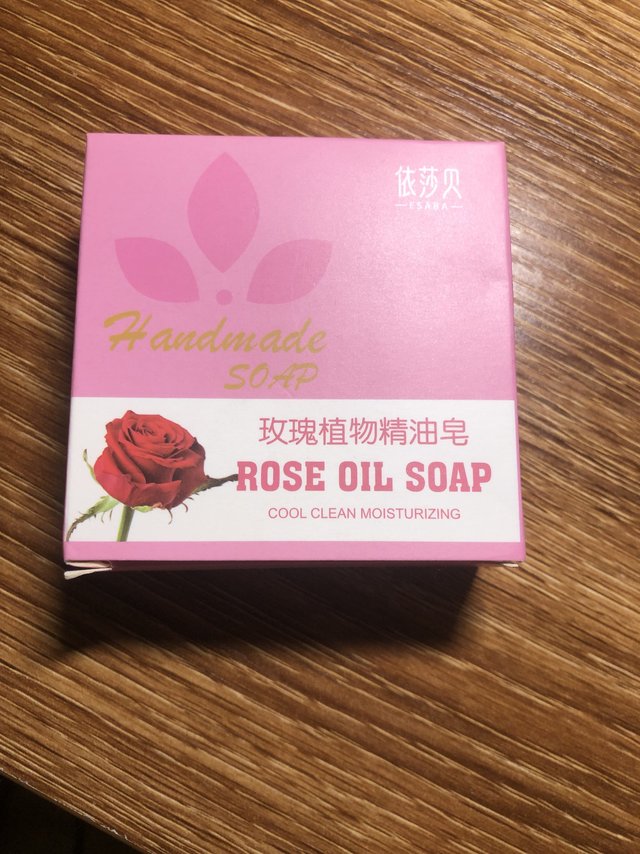 依莎贝
ESABA
Handmade
SOAP
玫瑰植物精油皂
ROSE OIL SOAP
COOL CLEAN MOISTURIZING